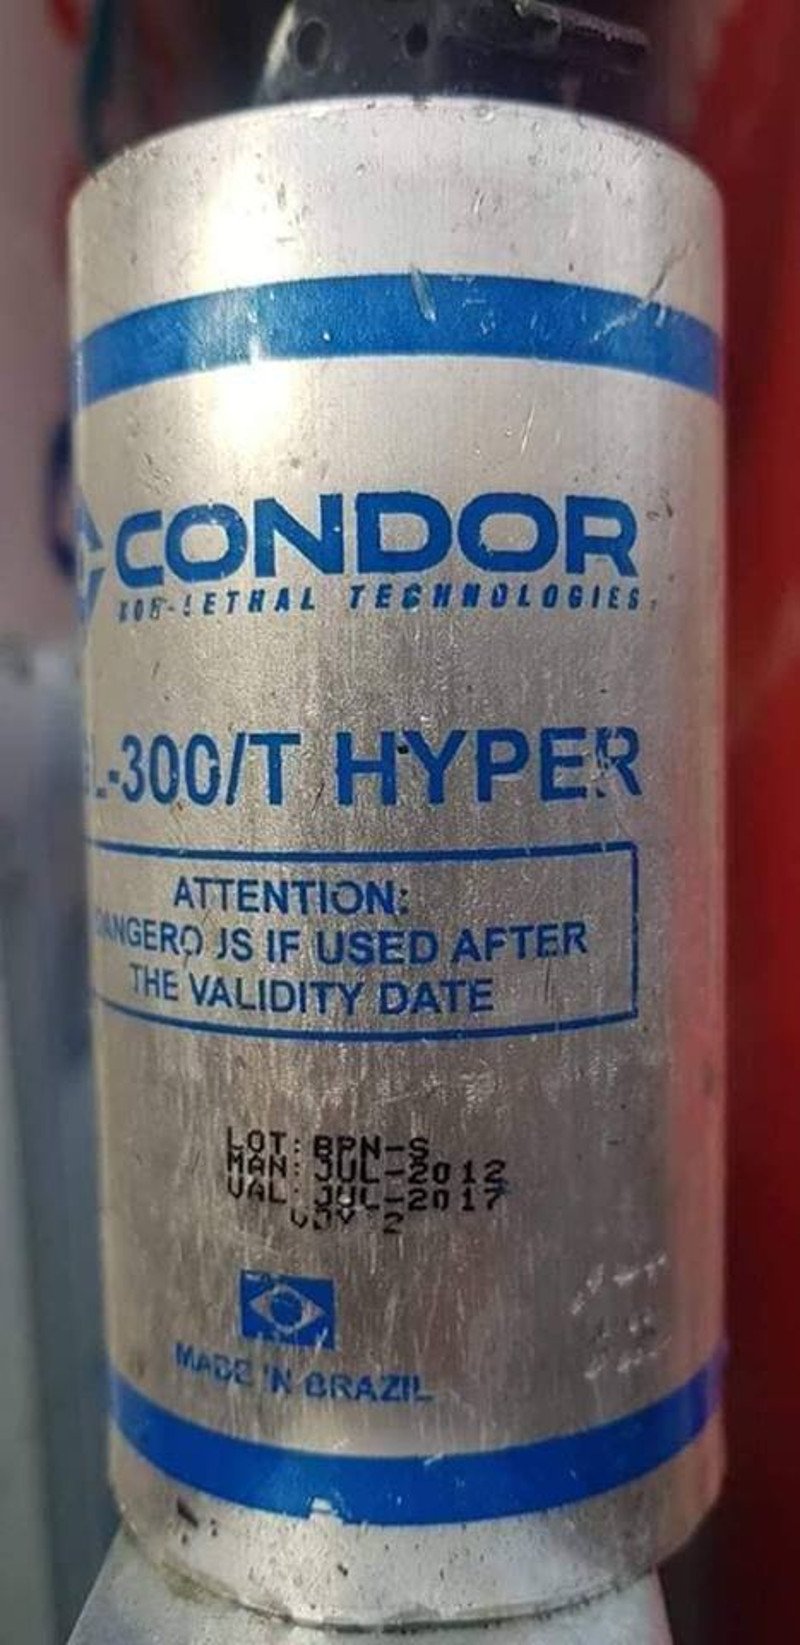 CONDOR
NON-LETHAL TECHNOLOGIES
L-300/T HYPER
ATTENTION:
DANGEROUS IF USED AFTER
THE VALIDITY DATE
LOT: BPN-S
MAN: JUL-2012
VAL: JUL-2017
MADE IN BRAZIL